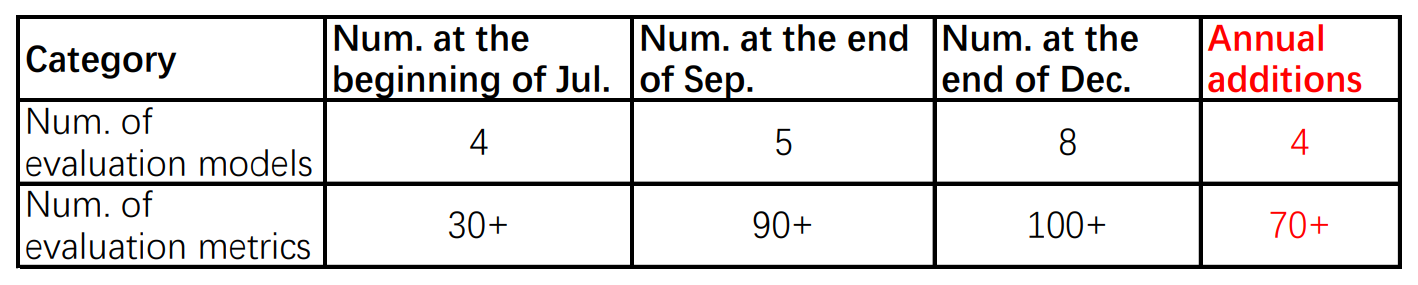 Category
Num. at the
beginning of Jul.
Num. at the end
of Sep.
Num. at the
end of Dec.
Annual
additions
Num. of
evaluation models
4
5
8
4
Num. of
evaluation metrics
30+
90+
100+
70+